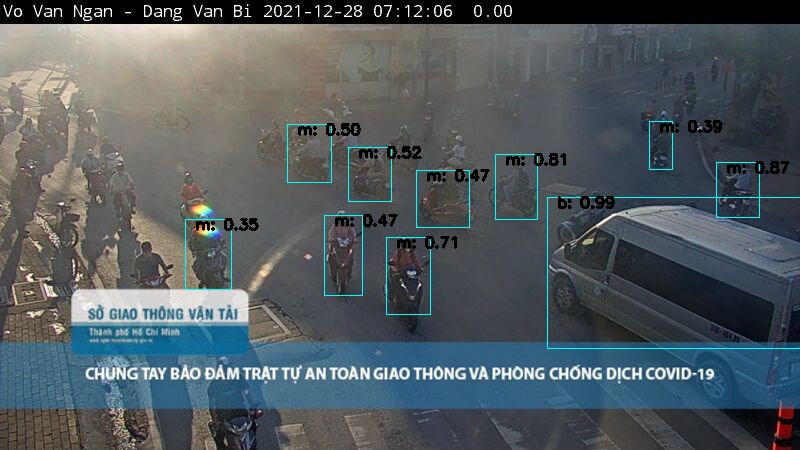 Vo Van Ngan - Dang Van Bi 2021-12-28 07:12:06 0.00
m: 0.50
m: 0.39
m: 0.52
m: 0.81
m: 0.47
m: 0.87
b: 0.99
m: 0.35
m: 0.47
m: 0.71
SỞ GIAO THÔNG VẬN TẢI
Thành phố Hồ Chí Minh
CHUNG TAY BẢO ĐẢM TRẬT TỰ AN TOÀN GIAO THÔNG VÀ PHÒNG CHỐNG DỊCH COVID-19